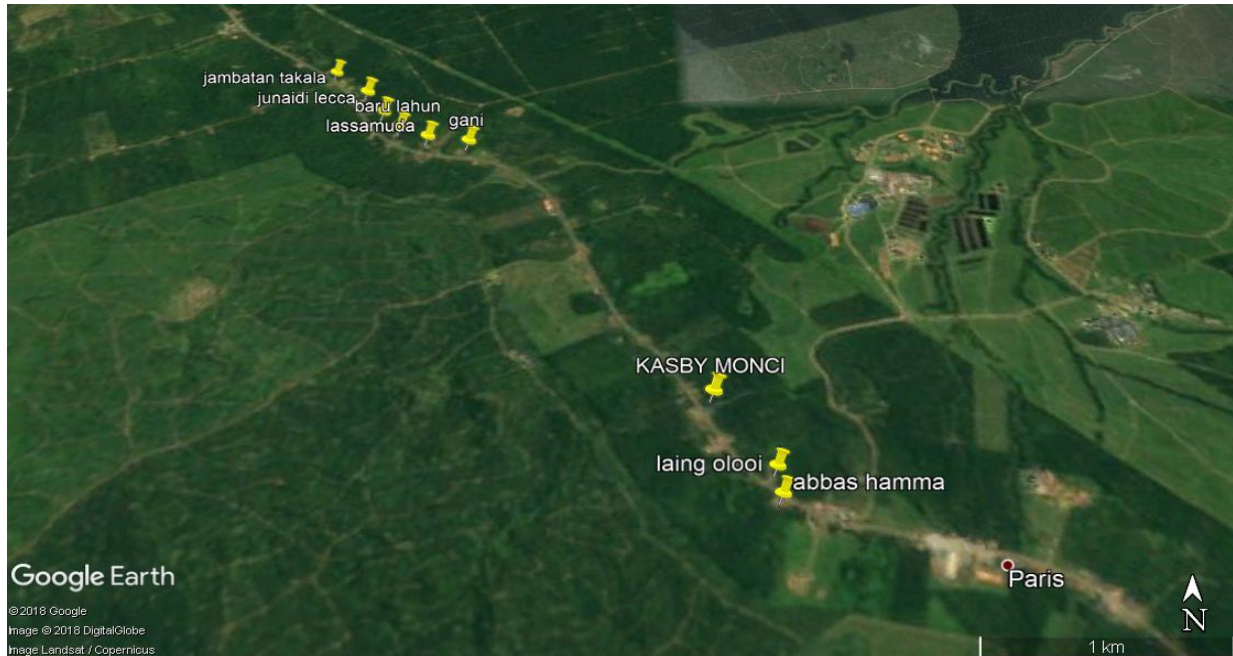 jambatan takala
junaidi lecca
baru lahun
lassamuda
gani
KASBY MONCI
laing olooi
abbas hamma
Paris
Google Earth
©2018 Google
Image © 2018 DigitalGlobe
Image Landsat / Copernicus
N
1 km